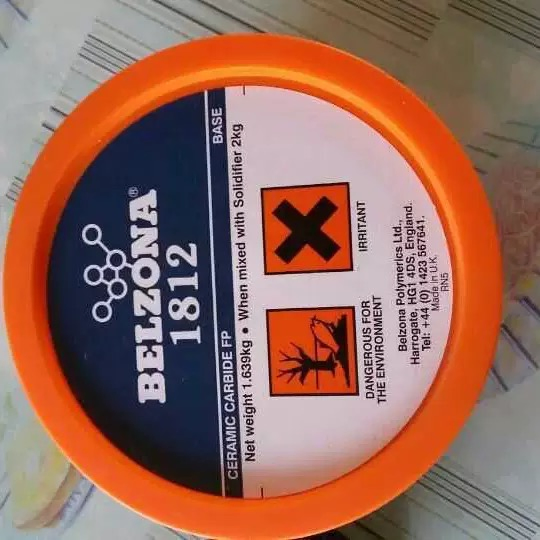 BELZONA®
1812
CERAMIC CARBIDE FP BASE
Net weight 1.639kg • When mixed with Solidifier 2kg
DANGEROUS FOR
THE ENVIRONMENT
IRRITANT
Belzona Polymerics Ltd.,
Harrogate, HG1 4DS, England.
Tel: +44 (0) 1423 567641.
Made in U.K.
RN5